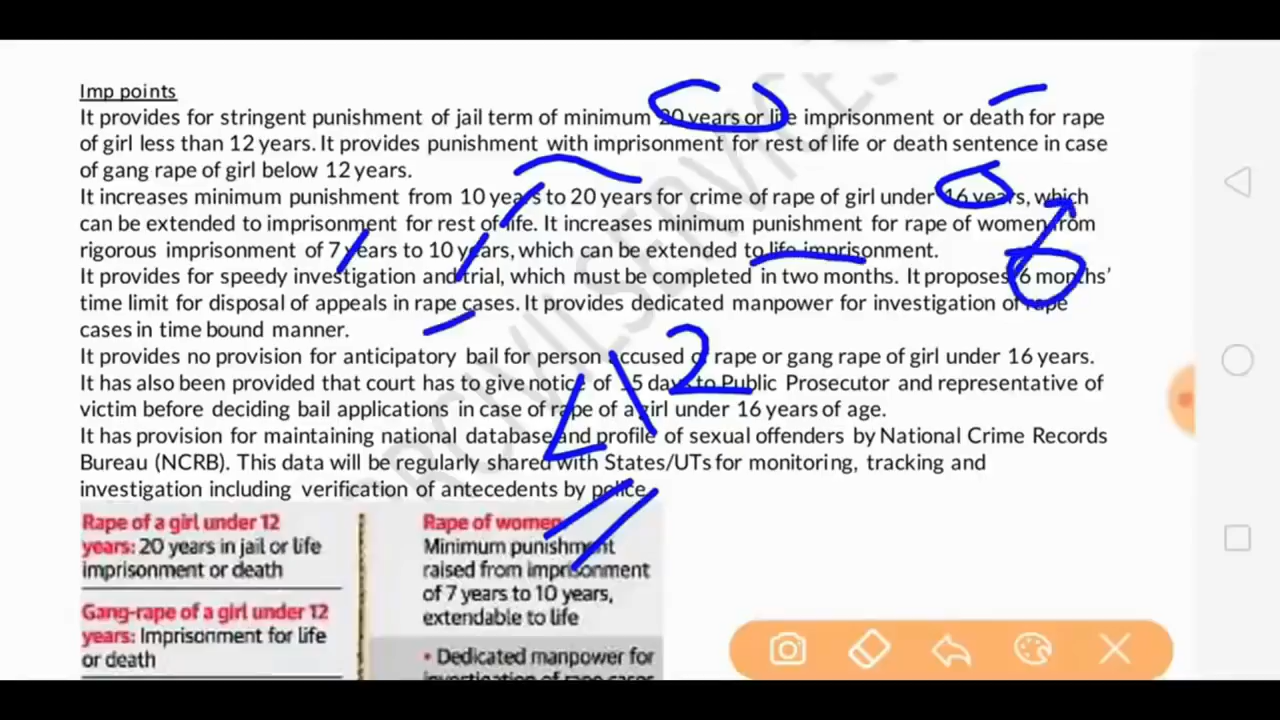 Imp points
It provides for stringent punishment of jail term of minimum 20 years or life imprisonment or death for rape
of girl less than 12 years. It provides punishment with imprisonment for rest of life or death sentence in case
of gang rape of girl below 12 years.
It increases minimum punishment from 10 years to 20 years for crime of rape of girl under 16 years, which
can be extended to imprisonment for rest of life. It increases minimum punishment for rape of women from
rigorous imprisonment of 7 years to 10 years, which can be extended to life imprisonment.
It provides for speedy investigation and trial, which must be completed in two months. It proposes 6 months'
time limit for disposal of appeals in rape cases. It provides dedicated manpower for investigation of rape
cases in time bound manner.
It provides no provision for anticipatory bail for person accused of rape or gang rape of girl under 16 years.
It has also been provided that court has to give notice of 15 days to Public Prosecutor and representative of
victim before deciding bail applications in case of rape of a girl under 16 years of age.
It has provision for maintaining national database and profile of sexual offenders by National Crime Records
Bureau (NCRB). This data will be regularly shared with States/UTs for monitoring, tracking and
investigation including verification of antecedents by police.
Rape of a girl under 12
years: 20 years in jail or life
imprisonment or death
Gang-rape of a girl under 12
years: Imprisonment for life
or death
Rape of women
Minimum punishment
raised from imprisonment
of 7 years to 10 years,
extendable to life
• Dedicated manpower for
investigation of rape cases